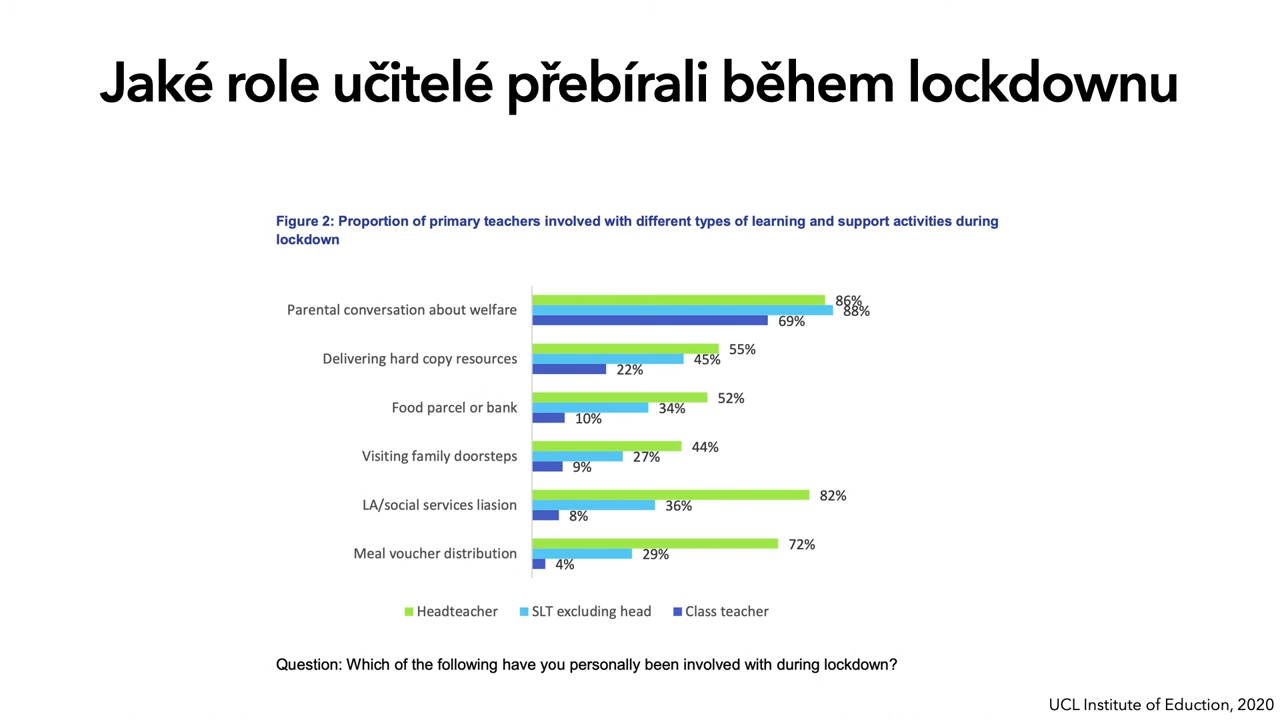 Jaké role učitelé přebírali během lockdownu
Figure 2: Proportion of primary teachers involved with different types of learning and support activities during
lockdown
Parental conversation about welfare
86%
88%
69%
Delivering hard copy resources
55%
45%
22%
Food parcel or bank
52%
34%
10%
Visiting family doorsteps
44%
27%
9%
LA/social services liasion
82%
36%
8%
Meal voucher distribution
72%
29%
4%
Headteacher SLT excluding head Class teacher
Question: Which of the following have you personally been involved with during lockdown?
UCL Institute of Eduction, 2020